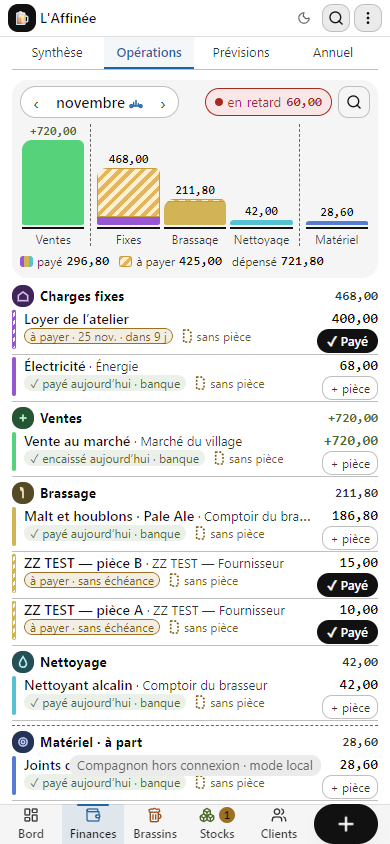 L'Affinée
Synthèse Opérations Prévisions Annuel
‹ novembre › en retard 60,00
+720,00
468,00
211,80
42,00
28,60
Ventes Fixes Brassage Nettoyage Matériel
payé 296,80 à payer 425,00 dépensé 721,80
Charges fixes 468,00
Loyer de l'atelier 400,00
à payer · 25 nov. · dans 9 j sans pièce ✓ Payé
Électricité · Énergie 68,00
✓ payé aujourd'hui · banque sans pièce + pièce
Ventes +720,00
Vente au marché · Marché du village +720,00
✓ encaissé aujourd'hui · banque sans pièce + pièce
Brassage 211,80
Malt et houblons · Pale Ale · Comptoir du bra... 186,80
✓ payé aujourd'hui · banque sans pièce + pièce
ZZ TEST — pièce B · ZZ TEST — Fournisseur 15,00
à payer · sans échéance sans pièce ✓ Payé
ZZ TEST — pièce A · ZZ TEST — Fournisseur 10,00
à payer · sans échéance sans pièce ✓ Payé
Nettoyage 42,00
Nettoyant alcalin · Comptoir du brasseur 42,00
✓ payé aujourd'hui · banque sans pièce + pièce
Matériel · à part 28,60
Joints Compagnon hors connexion · mode local 28,60
✓ payé aujourd'hui · banque sans pièce + pièce
1
Bord Finances Brassins Stocks Clients +